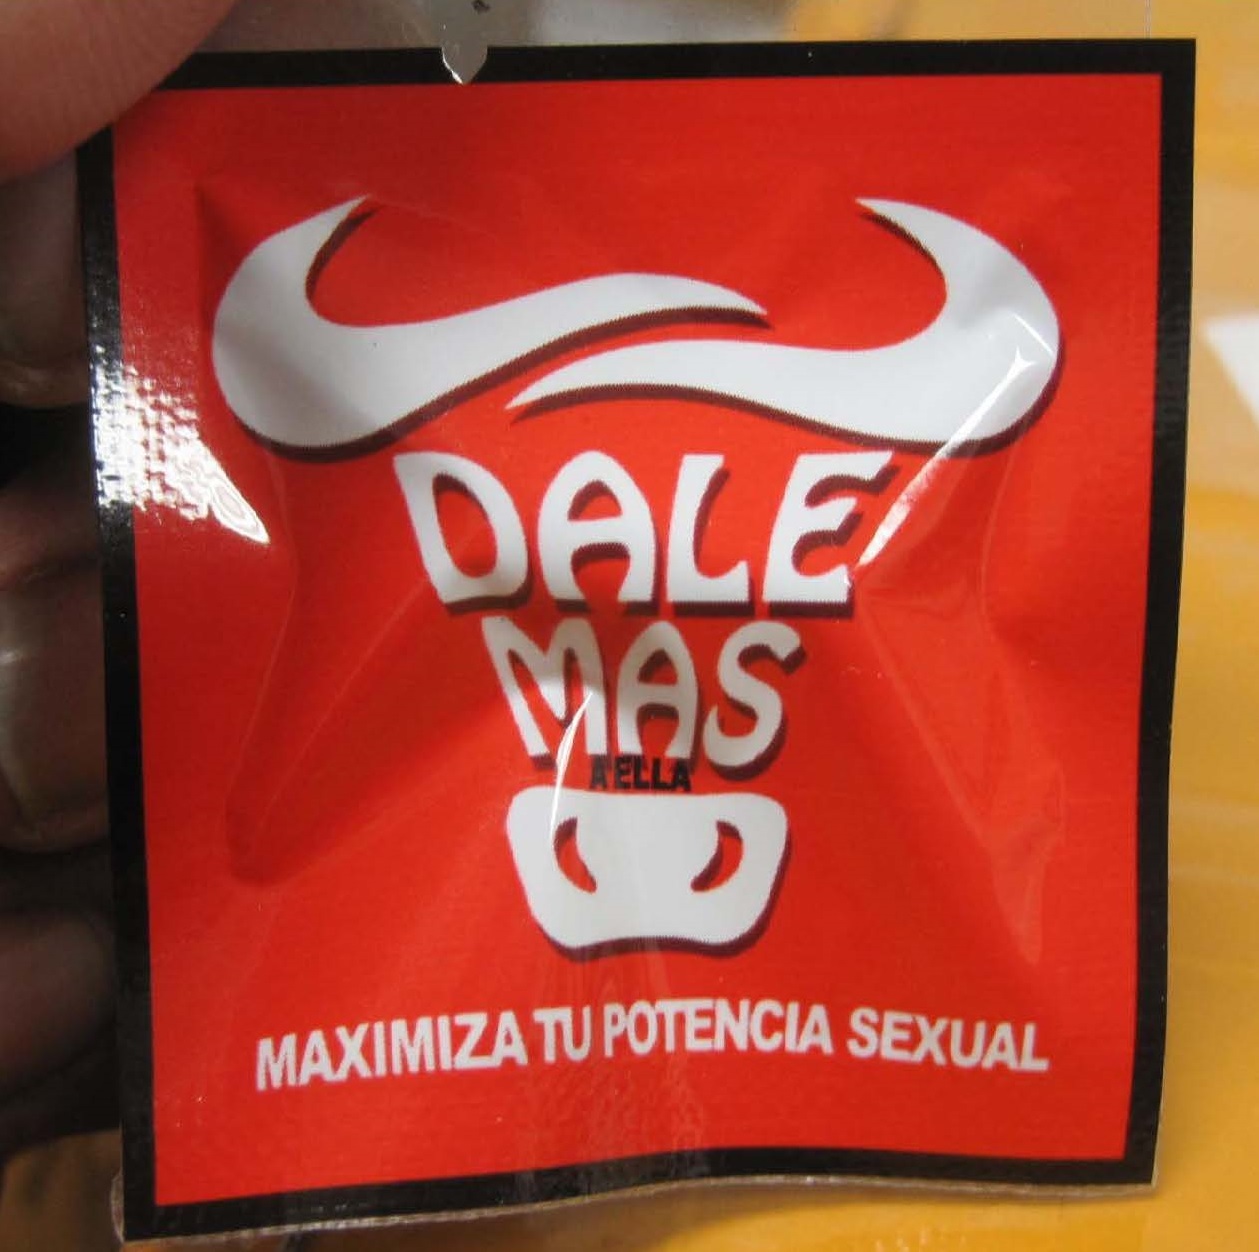 DALE
MAS
A ELLA
MAXIMIZA TU POTENCIA SEXUAL